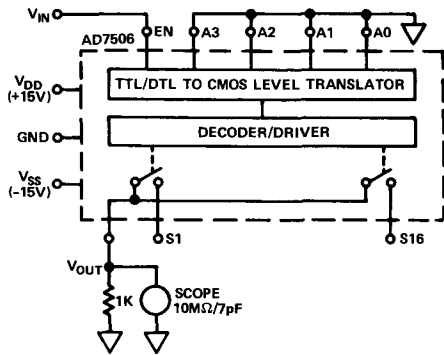 VIN
AD7506
EN
A3
A2
A1
A0
VDD
(+15V)
TTL/DTL TO CMOS LEVEL TRANSLATOR
GND
DECODER/DRIVER
VSS
(-15V)
S1
S16
VOUT
1K
SCOPE
10MΩ/7pF